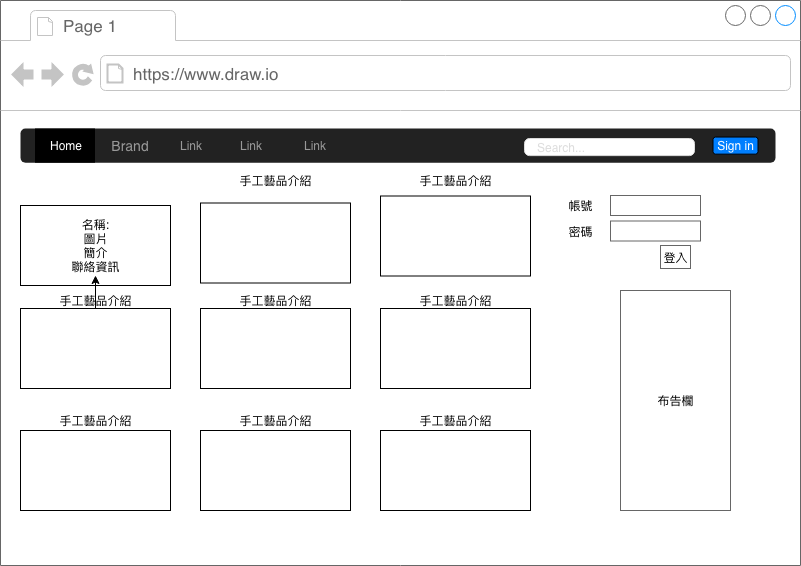 Page 1
https://www.draw.io
Home Brand Link Link Link Search... Sign in
手工藝品介紹 手工藝品介紹
帳號
密碼
登入
名稱:
圖片
簡介
聯絡資訊
手工藝品介紹 手工藝品介紹 手工藝品介紹
布告欄
手工藝品介紹 手工藝品介紹 手工藝品介紹